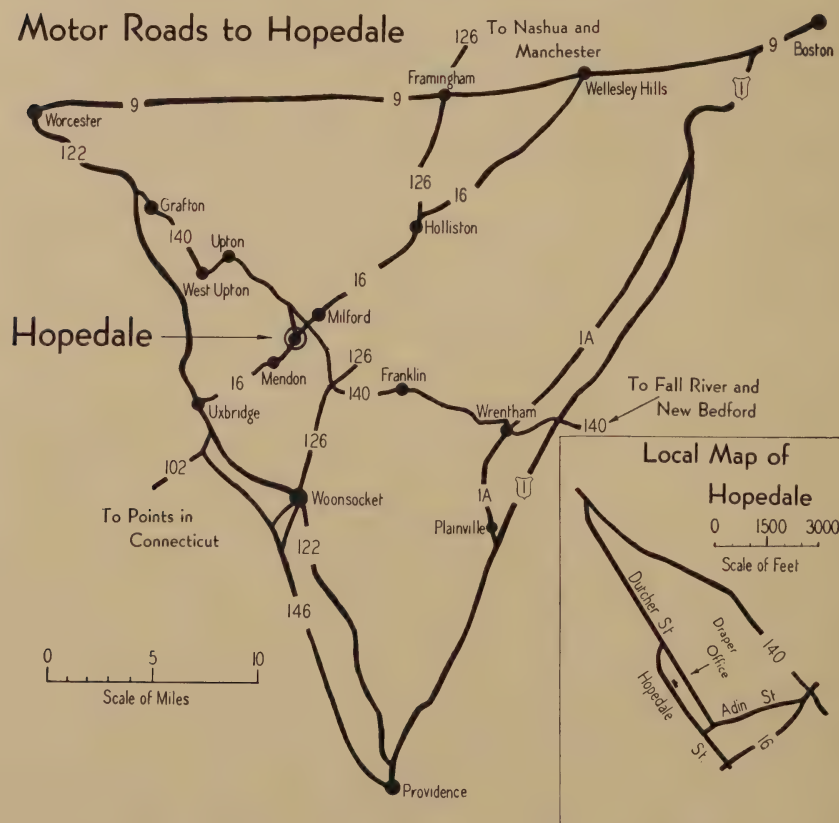 Motor Roads to Hopedale
126
To Nashua and
Manchester
9
Boston
Framingham
Wellesley Hills
1
9
9
Worcester
122
126
16
Grafton
140
Upton
Holliston
West Upton
16
Milford
Hopedale
1A
126
Mendon
16
Franklin
140
To Fall River and
New Bedford
Uxbridge
Wrentham
140
126
102
Woonsocket
1A
1
To Points in
Connecticut
Plainville
122
146
0 5 10
Scale of Miles
Providence
Local Map of
Hopedale
0 1500 3000
Scale of Feet
Dutcher St
Draper
Office
140
Hopedale
St.
Adin St
16